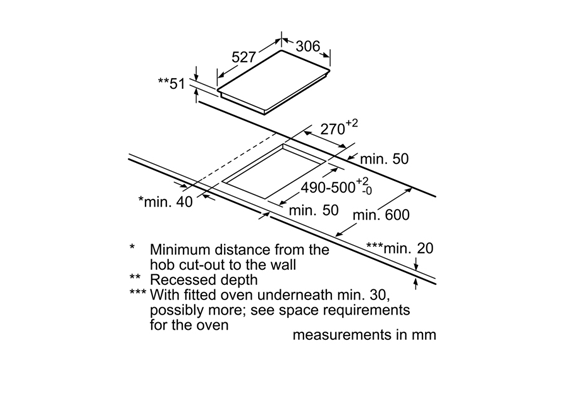 527
306
**51
270+2
min. 50
490-500+2-0
*min. 40
min. 50
min. 600
***min. 20
* Minimum distance from the
hob cut-out to the wall
** Recessed depth
*** With fitted oven underneath min. 30,
possibly more; see space requirements
for the oven
measurements in mm